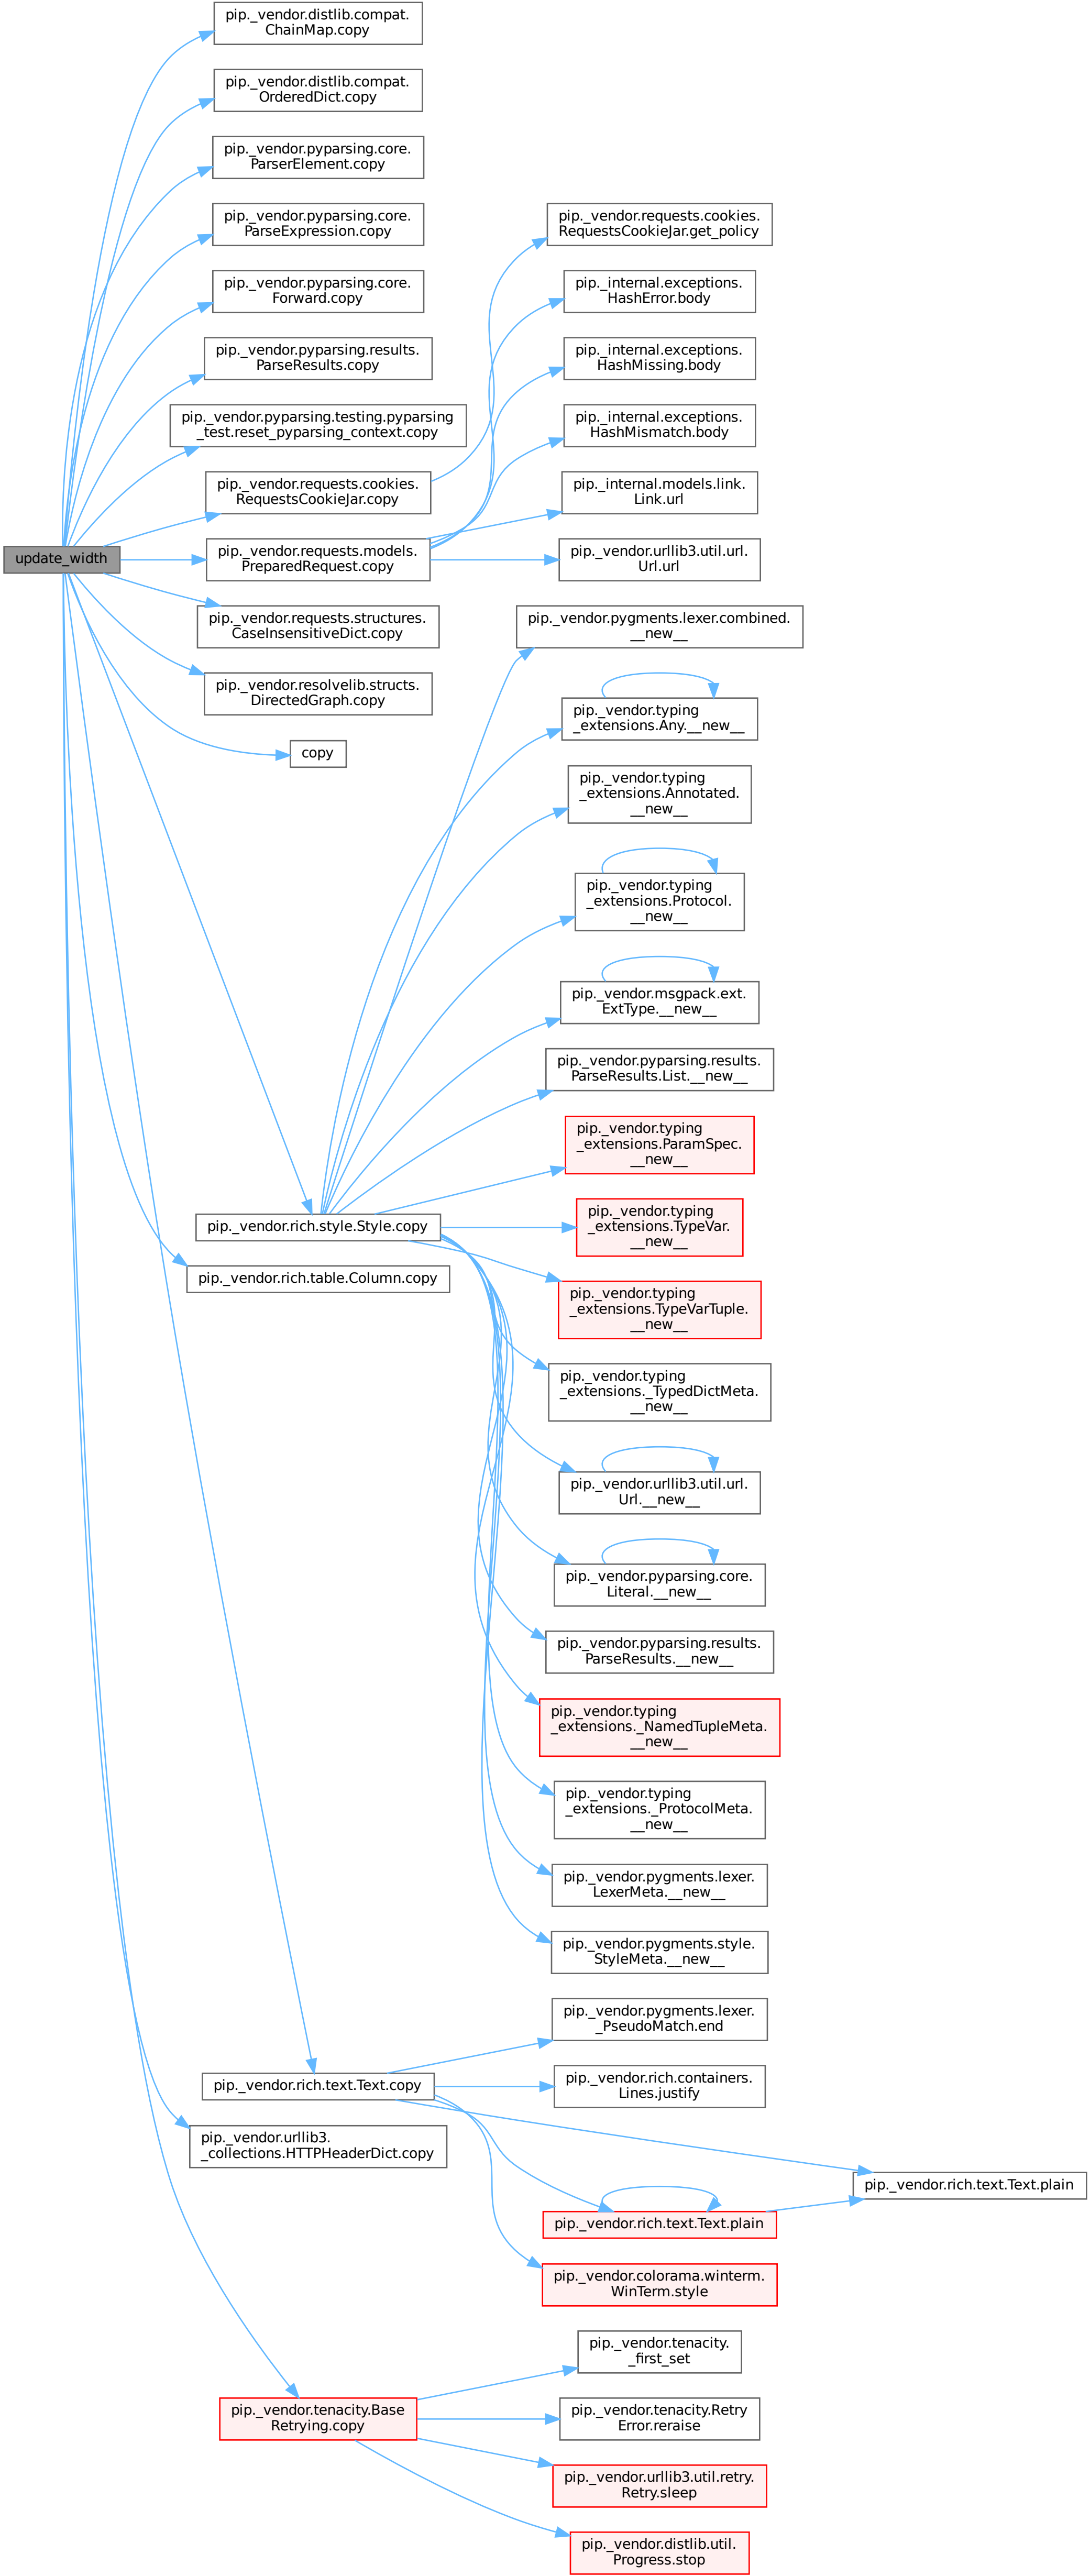 pip._vendor.distlib.compat.
ChainMap.copy
pip._vendor.distlib.compat.
OrderedDict.copy
pip._vendor.pyparsing.core.
ParserElement.copy
pip._vendor.pyparsing.core.
ParseExpression.copy
pip._vendor.requests.cookies.
RequestsCookieJar.get_policy
pip._vendor.pyparsing.core.
Forward.copy
pip._internal.exceptions.
HashError.body
pip._vendor.pyparsing.results.
ParseResults.copy
pip._internal.exceptions.
HashMissing.body
pip._vendor.pyparsing.testing.pyparsing
_test.reset_pyparsing_context.copy
pip._internal.exceptions.
HashMismatch.body
pip._vendor.requests.cookies.
RequestsCookieJar.copy
pip._internal.models.link.
Link.url
update_width
pip._vendor.requests.models.
PreparedRequest.copy
pip._vendor.urllib3.util.url.
Url.url
pip._vendor.requests.structures.
CaseInsensitiveDict.copy
pip._vendor.pygments.lexer.combined.
__new__
pip._vendor.resolvelib.structs.
DirectedGraph.copy
pip._vendor.typing
_extensions.Any.__new__
copy
pip._vendor.typing
_extensions.Annotated.
__new__
pip._vendor.typing
_extensions.Protocol.
__new__
pip._vendor.msgpack.ext.
ExtType.__new__
pip._vendor.pyparsing.results.
ParseResults.List.__new__
pip._vendor.typing
_extensions.ParamSpec.
__new__
pip._vendor.rich.style.Style.copy
pip._vendor.typing
_extensions.TypeVar.
__new__
pip._vendor.rich.table.Column.copy
pip._vendor.typing
_extensions.TypeVarTuple.
__new__
pip._vendor.typing
_extensions._TypedDictMeta.
__new__
pip._vendor.urllib3.util.url.
Url.__new__
pip._vendor.pyparsing.core.
Literal.__new__
pip._vendor.pyparsing.results.
ParseResults.__new__
pip._vendor.typing
_extensions._NamedTupleMeta.
__new__
pip._vendor.typing
_extensions._ProtocolMeta.
__new__
pip._vendor.pygments.lexer.
LexerMeta.__new__
pip._vendor.pygments.style.
StyleMeta.__new__
pip._vendor.pygments.lexer.
_PseudoMatch.end
pip._vendor.rich.text.Text.copy
pip._vendor.rich.containers.
Lines.justify
pip._vendor.urllib3.
_collections.HTTPHeaderDict.copy
pip._vendor.rich.text.Text.plain
pip._vendor.rich.text.Text.plain
pip._vendor.colorama.winterm.
WinTerm.style
pip._vendor.tenacity.
_first_set
pip._vendor.tenacity.Base
Retrying.copy
pip._vendor.tenacity.Retry
Error.reraise
pip._vendor.urllib3.util.retry.
Retry.sleep
pip._vendor.distlib.util.
Progress.stop